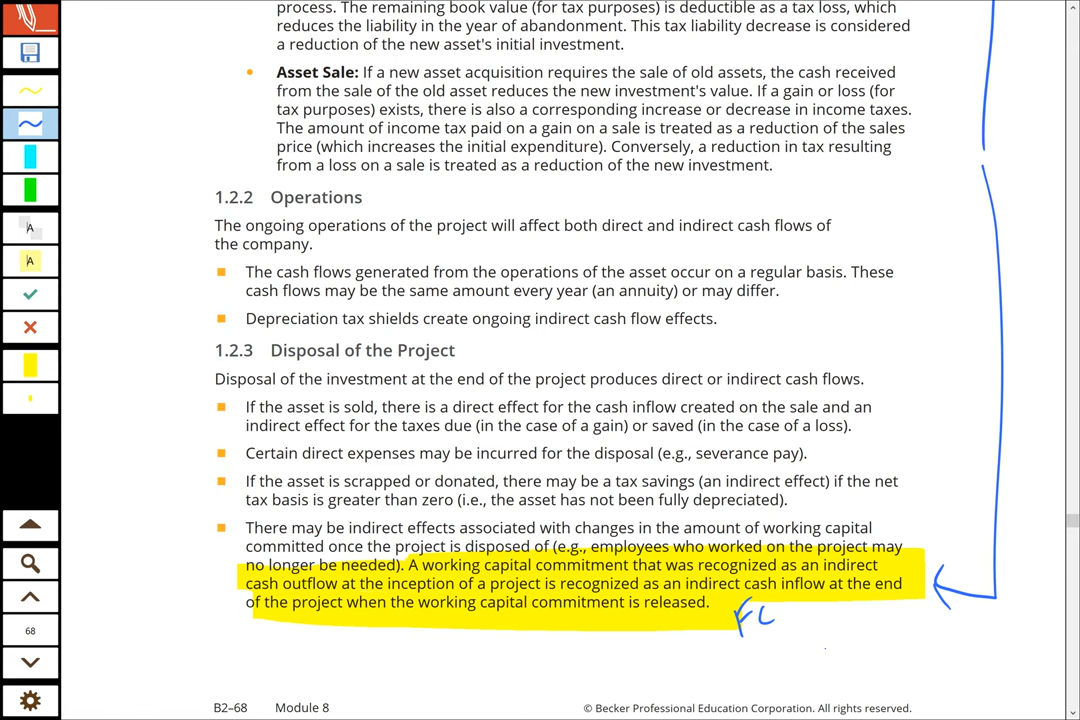 process. The remaining book value (for tax purposes) is deductible as a tax loss, which
reduces the liability in the year of abandonment. This tax liability decrease is considered
a reduction of the new asset's initial investment.
Asset Sale: If a new asset acquisition requires the sale of old assets, the cash received
from the sale of the old asset reduces the new investment's value. If a gain or loss (for
tax purposes) exists, there is also a corresponding increase or decrease in income taxes.
The amount of income tax paid on a gain on a sale is treated as a reduction of the sales
price (which increases the initial expenditure). Conversely, a reduction in tax resulting
from a loss on a sale is treated as a reduction of the new investment.
1.2.2 Operations
The ongoing operations of the project will affect both direct and indirect cash flows of
the company.
The cash flows generated from the operations of the asset occur on a regular basis. These
cash flows may be the same amount every year (an annuity) or may differ.
Depreciation tax shields create ongoing indirect cash flow effects.
1.2.3 Disposal of the Project
Disposal of the investment at the end of the project produces direct or indirect cash flows.
If the asset is sold, there is a direct effect for the cash inflow created on the sale and an
indirect effect for the taxes due (in the case of a gain) or saved (in the case of a loss).
Certain direct expenses may be incurred for the disposal (e.g., severance pay).
If the asset is scrapped or donated, there may be a tax savings (an indirect effect) if the net
tax basis is greater than zero (i.e., the asset has not been fully depreciated).
There may be indirect effects associated with changes in the amount of working capital
committed once the project is disposed of (e.g., employees who worked on the project may
no longer be needed). A working capital commitment that was recognized as an indirect
cash outflow at the inception of a project is recognized as an indirect cash inflow at the end
of the project when the working capital commitment is released.
FC
B2–68 Module 8 © Becker Professional Education Corporation. All rights reserved.
A
A
68